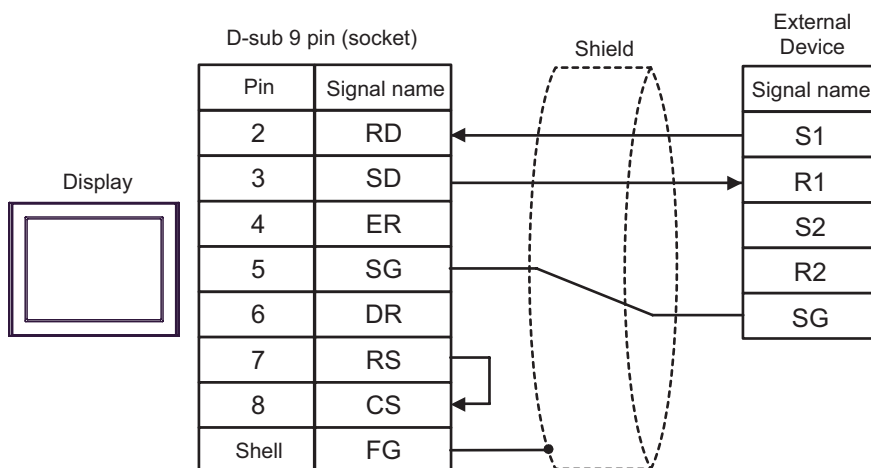 D-sub 9 pin (socket)
Shield
External
Device
Pin Signal name
Signal name
2 RD
S1
3 SD
R1
Display
4 ER
S2
5 SG
R2
6 DR
SG
7 RS
8 CS
Shell FG